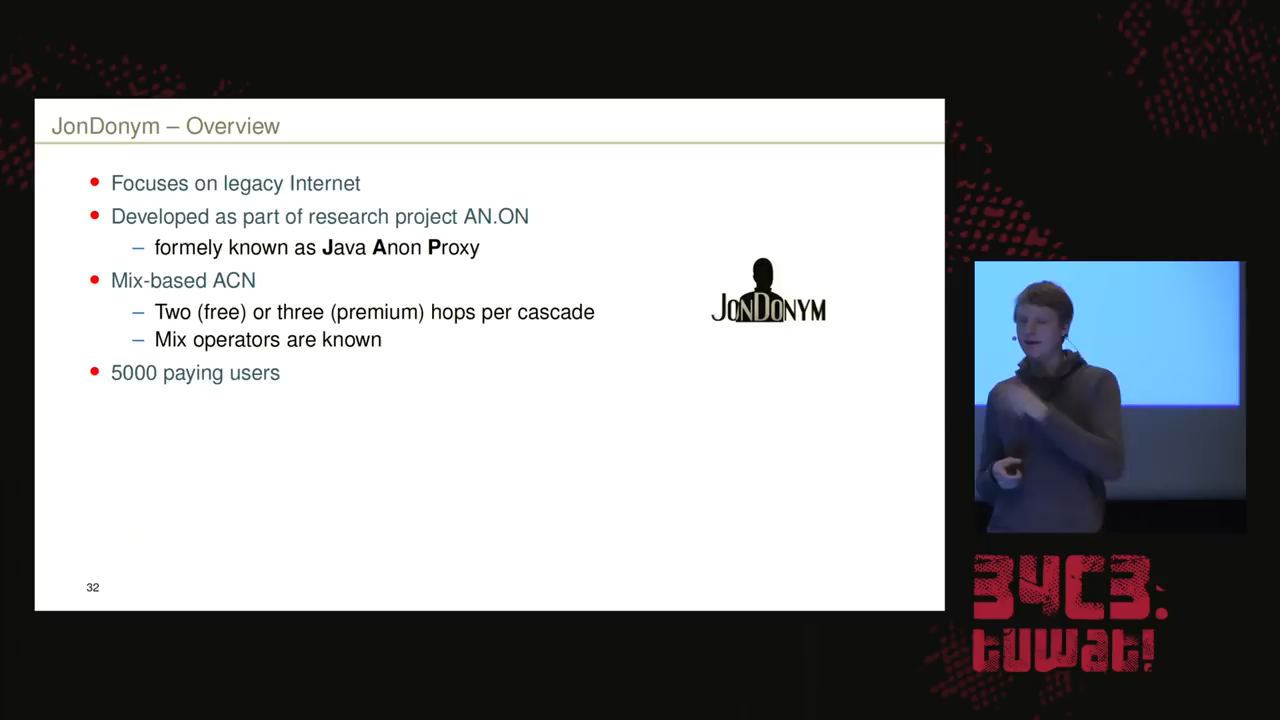 JonDonym – Overview
Focuses on legacy Internet
Developed as part of research project AN.ON
– formely known as Java Anon Proxy
Mix-based ACN
– Two (free) or three (premium) hops per cascade
– Mix operators are known
5000 paying users
JONDONYM
32
34C3.
tuwat!